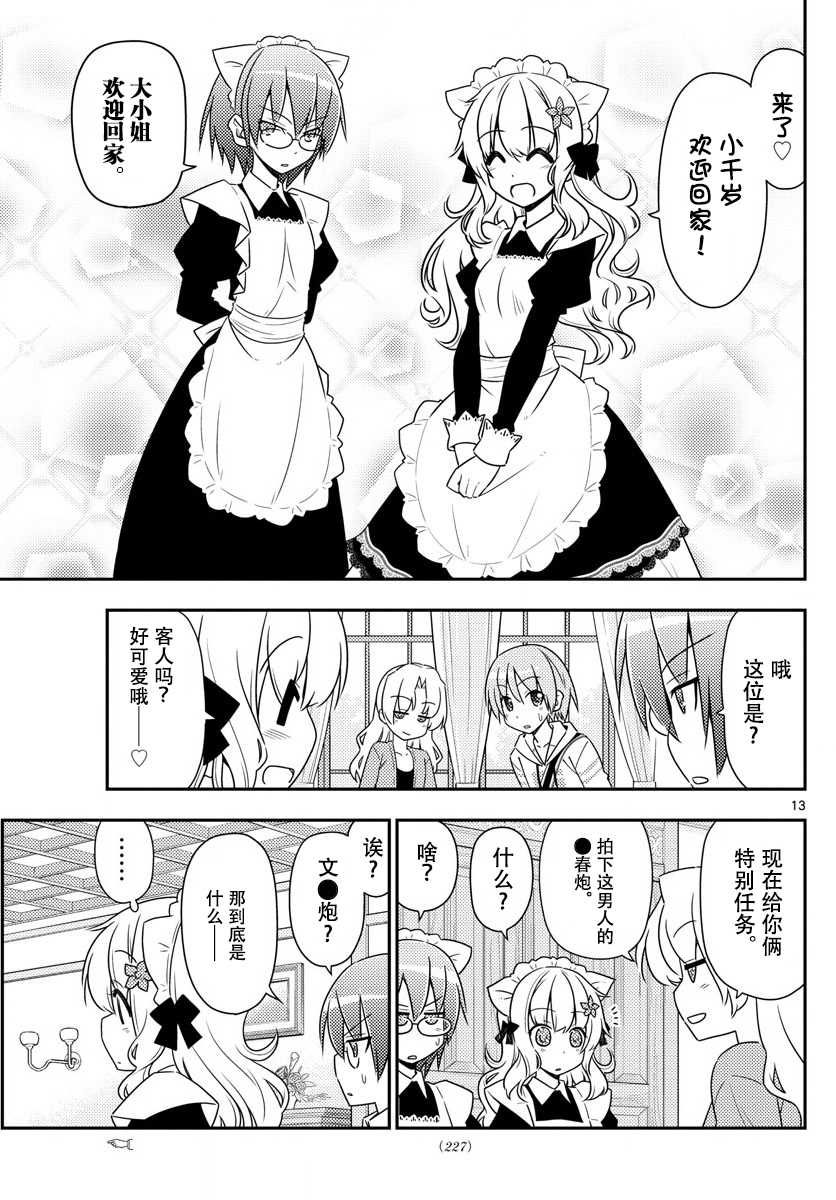 来了♡
小千岁
欢迎回家！
大小姐
欢迎回家。
哦
这位是？
客人吗？
好可爱哦
——♡
13
现在给你俩
特别任务。
拍下这男人的
●春炮。
什么？
啥？
诶？
文●炮？
那到底是
什么——
……
(227)